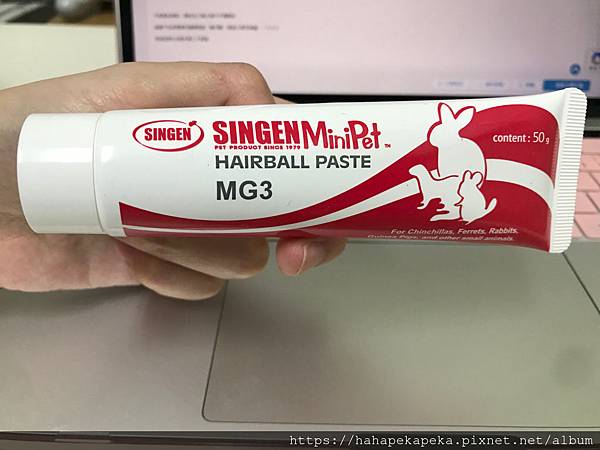 SINGEN
SINGEN MiniPet™
PET PRODUCT SINCE 1979
HAIRBALL PASTE
MG3
content : 50g
For Chinchillas, Ferrets, Rabbits,
Guinea Pigs, and other small animals.
https://hahapekapeka.pixnet.net/album